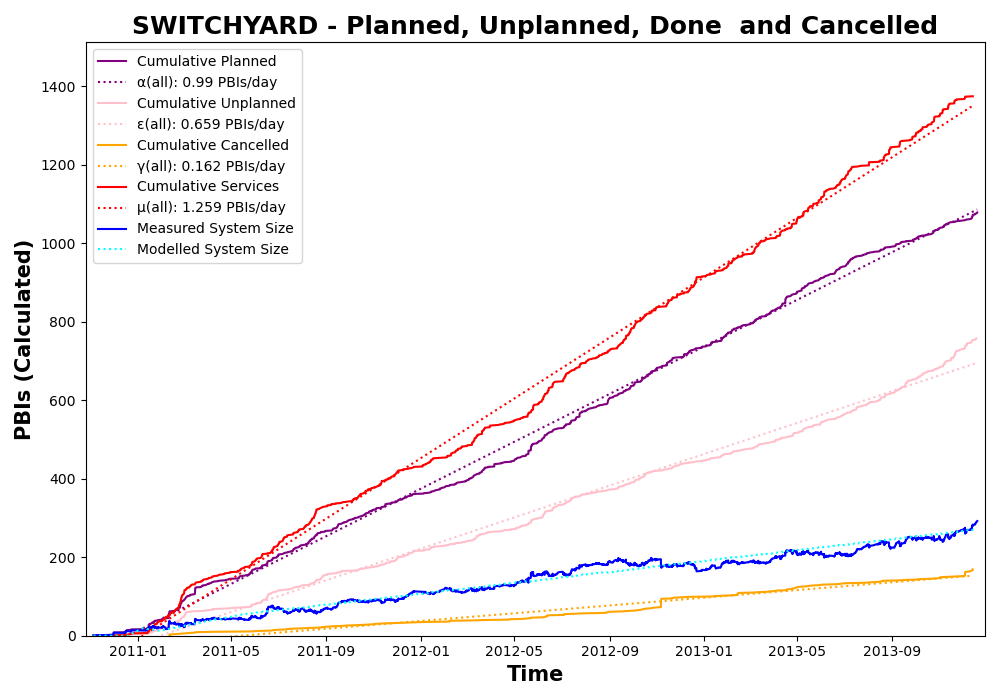 SWITCHYARD - Planned, Unplanned, Done  and Cancelled
Cumulative Planned
α(all): 0.99 PBIs/day
Cumulative Unplanned
ε(all): 0.659 PBIs/day
Cumulative Cancelled
γ(all): 0.162 PBIs/day
Cumulative Services
μ(all): 1.259 PBIs/day
Measured System Size
Modelled System Size
PBIs (Calculated)
1400
1200
1000
800
600
400
200
0
2011-01 2011-05 2011-09 2012-01 2012-05 2012-09 2013-01 2013-05 2013-09
Time